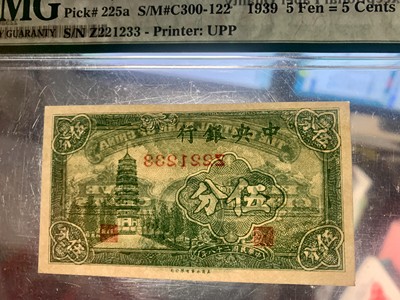 MG Pick# 225a S/M#C300-122 1939 5 Fen = 5 Cents
Y GUARANTY S/N Z221233 - Printer: UPP
中央銀行
Z221233
伍分